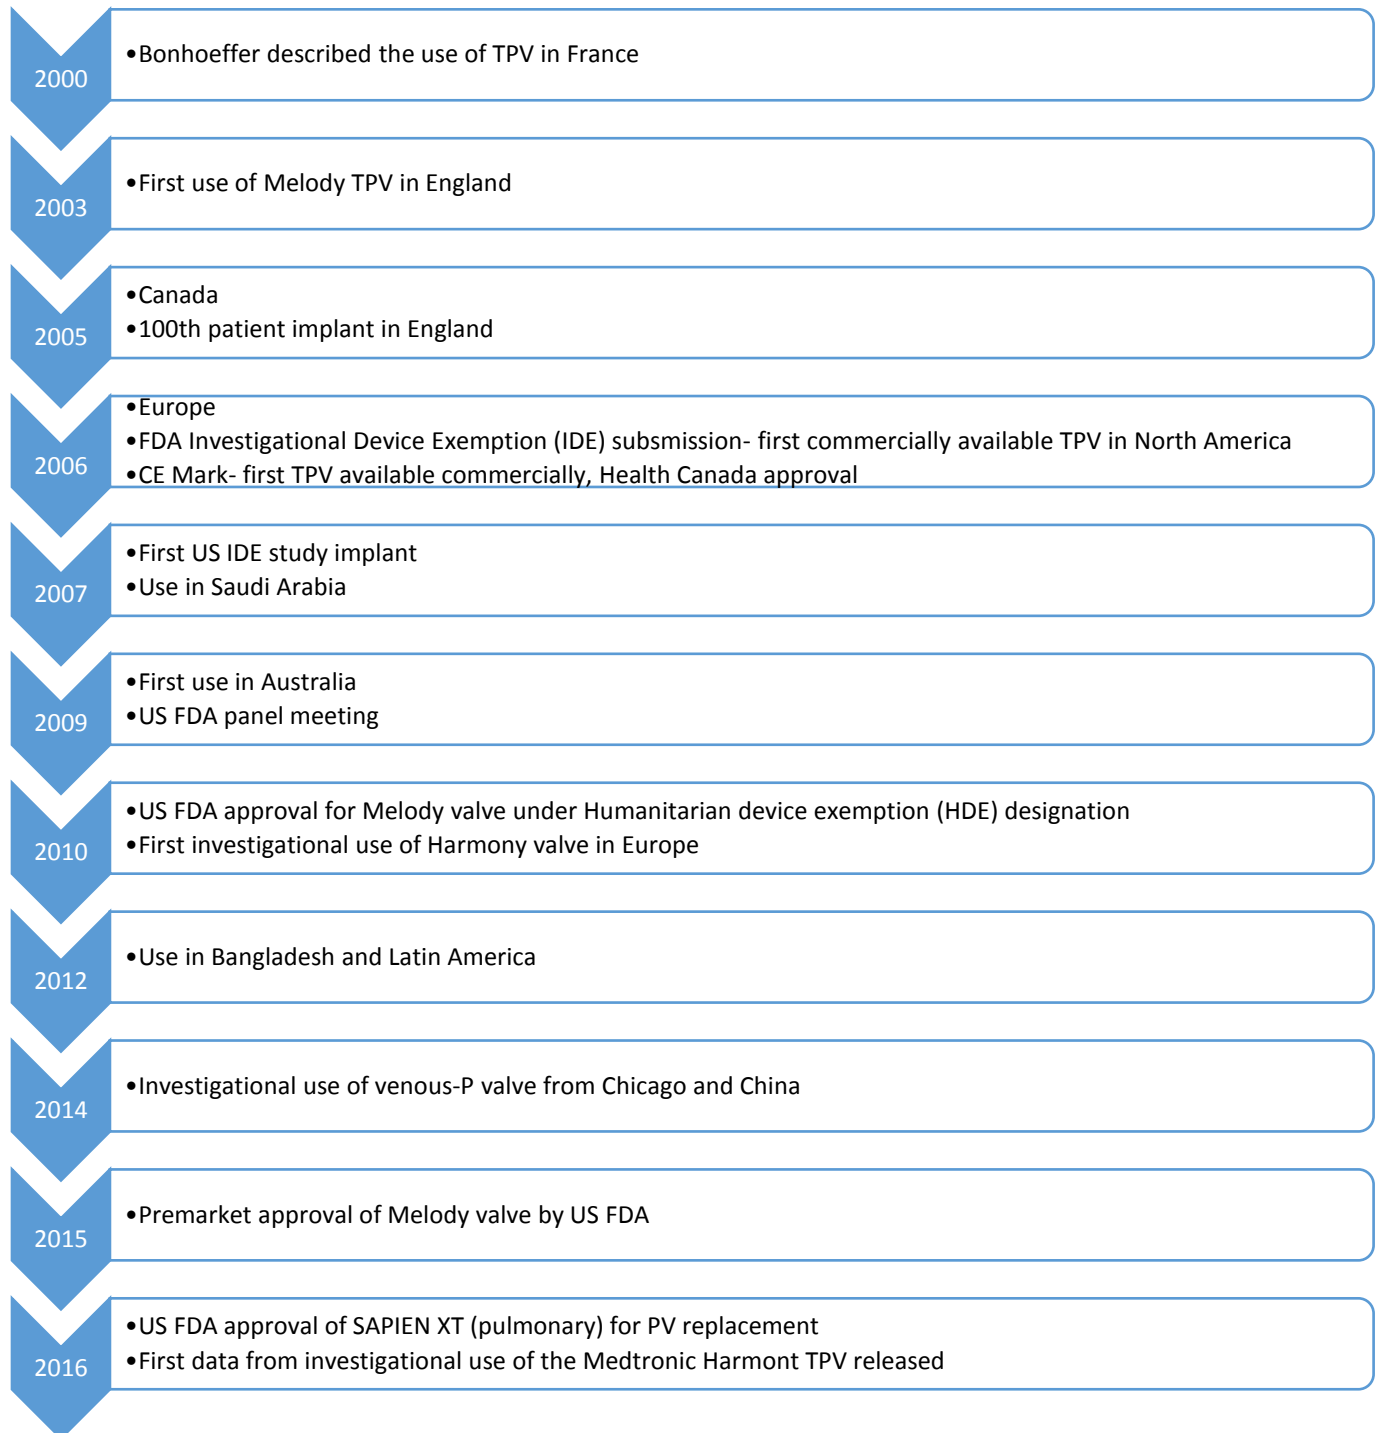 2000
•Bonhoeffer described the use of TPV in France
2003
•First use of Melody TPV in England
2005
•Canada
•100th patient implant in England
2006
•Europe
•FDA Investigational Device Exemption (IDE) subsmission- first commercially available TPV in North America
•CE Mark- first TPV available commercially, Health Canada approval
2007
•First US IDE study implant
•Use in Saudi Arabia
2009
•First use in Australia
•US FDA panel meeting
2010
•US FDA approval for Melody valve under Humanitarian device exemption (HDE) designation
•First investigational use of Harmony valve in Europe
2012
•Use in Bangladesh and Latin America
2014
•Investigational use of venous-P valve from Chicago and China
2015
•Premarket approval of Melody valve by US FDA
2016
•US FDA approval of SAPIEN XT (pulmonary) for PV replacement
•First data from investigational use of the Medtronic Harmont TPV released